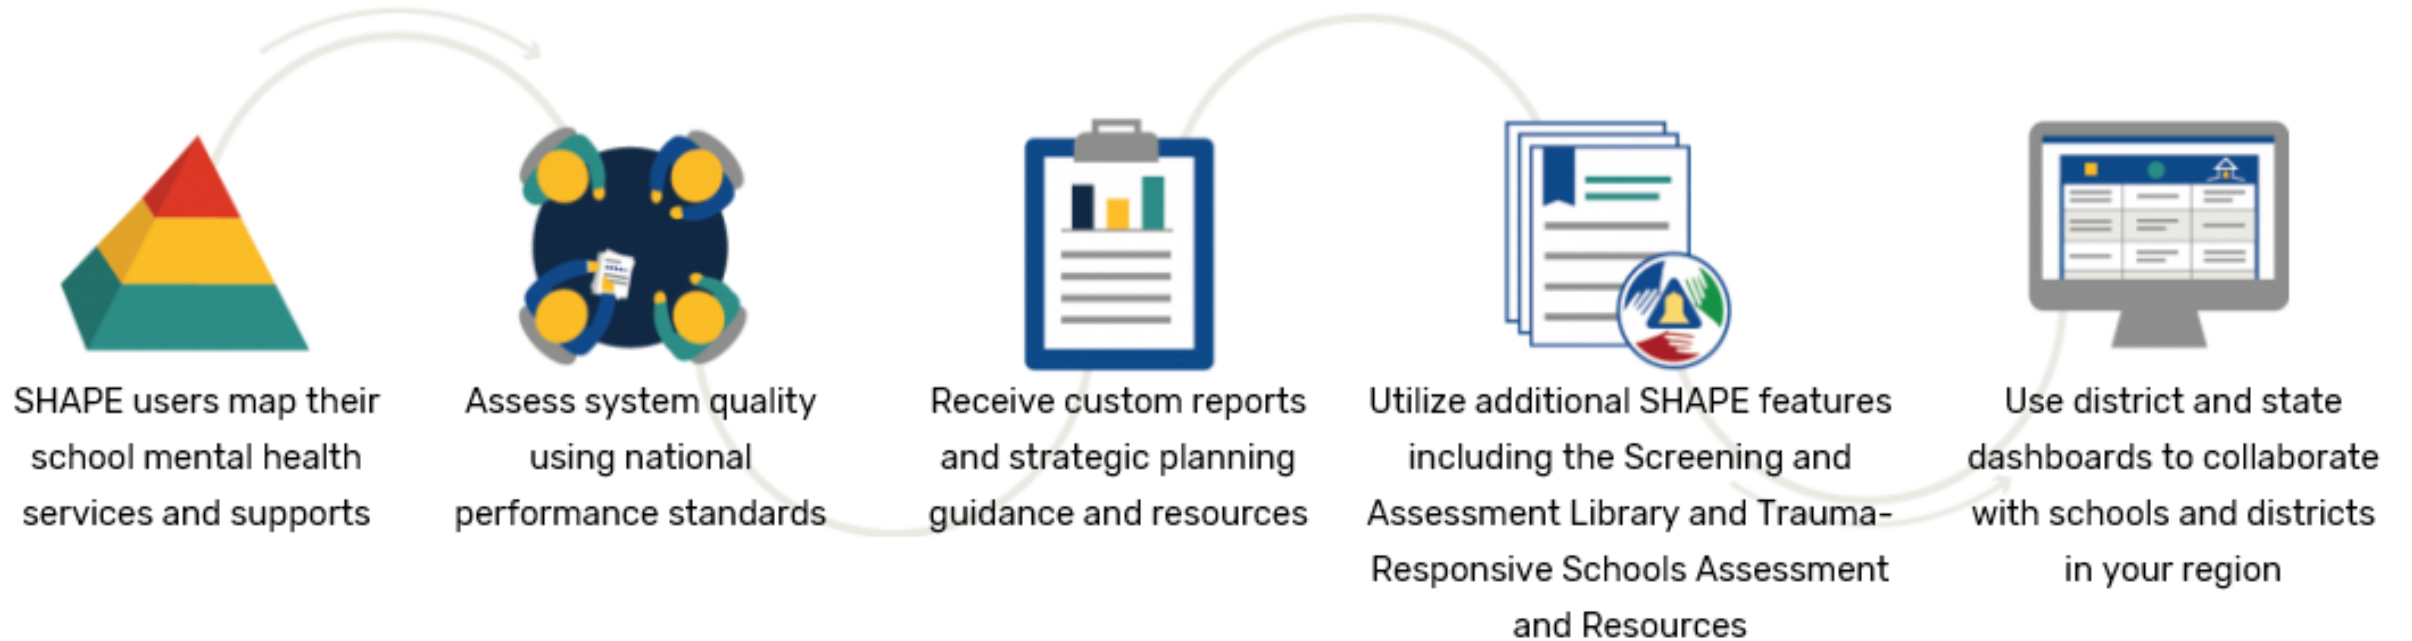 SHAPE users map their
school mental health
services and supports
Assess system quality
using national
performance standards
Receive custom reports
and strategic planning
guidance and resources
Utilize additional SHAPE features
including the Screening and
Assessment Library and Trauma-
Responsive Schools Assessment
and Resources
Use district and state
dashboards to collaborate
with schools and districts
in your region